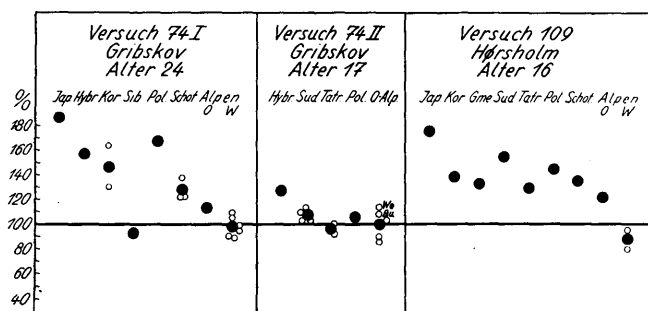 Versuch 74 I
Gribskov
Alter 24
Jap Hybr Kor Sib Pol. Schot Alpen
O W
Versuch 74 II
Gribskov
Alter 17
Hybr Sud Tatr Pol. O-Alp
We
Versuch 109
Hørsholm
Alter 16
Jap Kor Gme Sud Tatr Pol Schot Alpen
O W
%
180
160
140
120
100
80
60
40